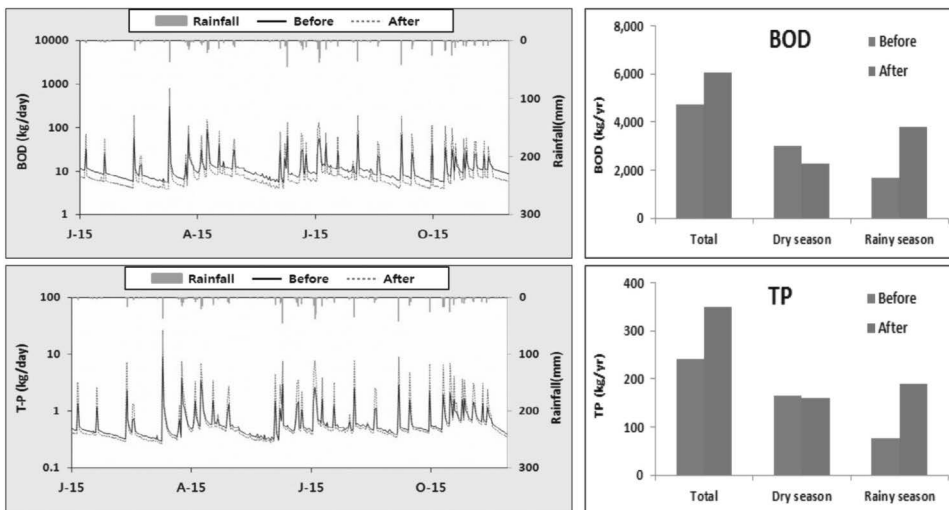 Rainfall Before After
10000
1000
100
10
1
BOD (kg/day)
0
100
200
300
Rainfall(mm)
J-15 A-15 J-15 O-15
BOD
Before
After
8,000
6,000
4,000
2,000
0
BOD (kg/yr)
Total Dry season Rainy season
Rainfall Before After
100
10
1
0.1
T-P (kg/day)
0
100
200
300
Rainfall(mm)
J-15 A-15 J-15 O-15
TP
Before
After
400
300
200
100
0
TP (kg/yr)
Total Dry season Rainy season